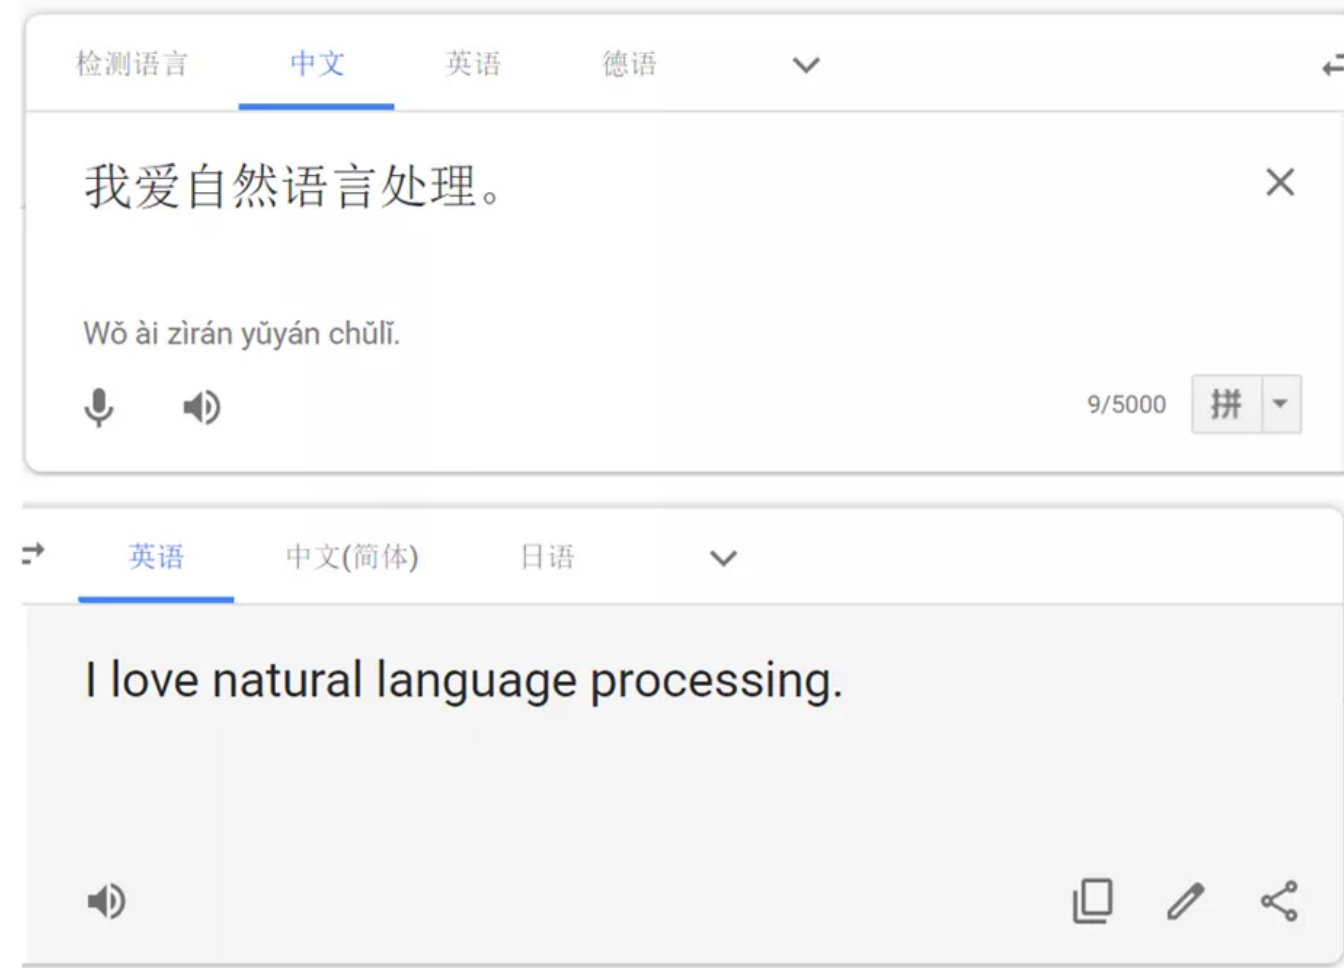 检测语言 中文 英语 德语
我爱自然语言处理。
Wǒ ài zìrán yǔyán chǔlǐ.
9/5000 拼
英语 中文(简体) 日语
I love natural language processing.